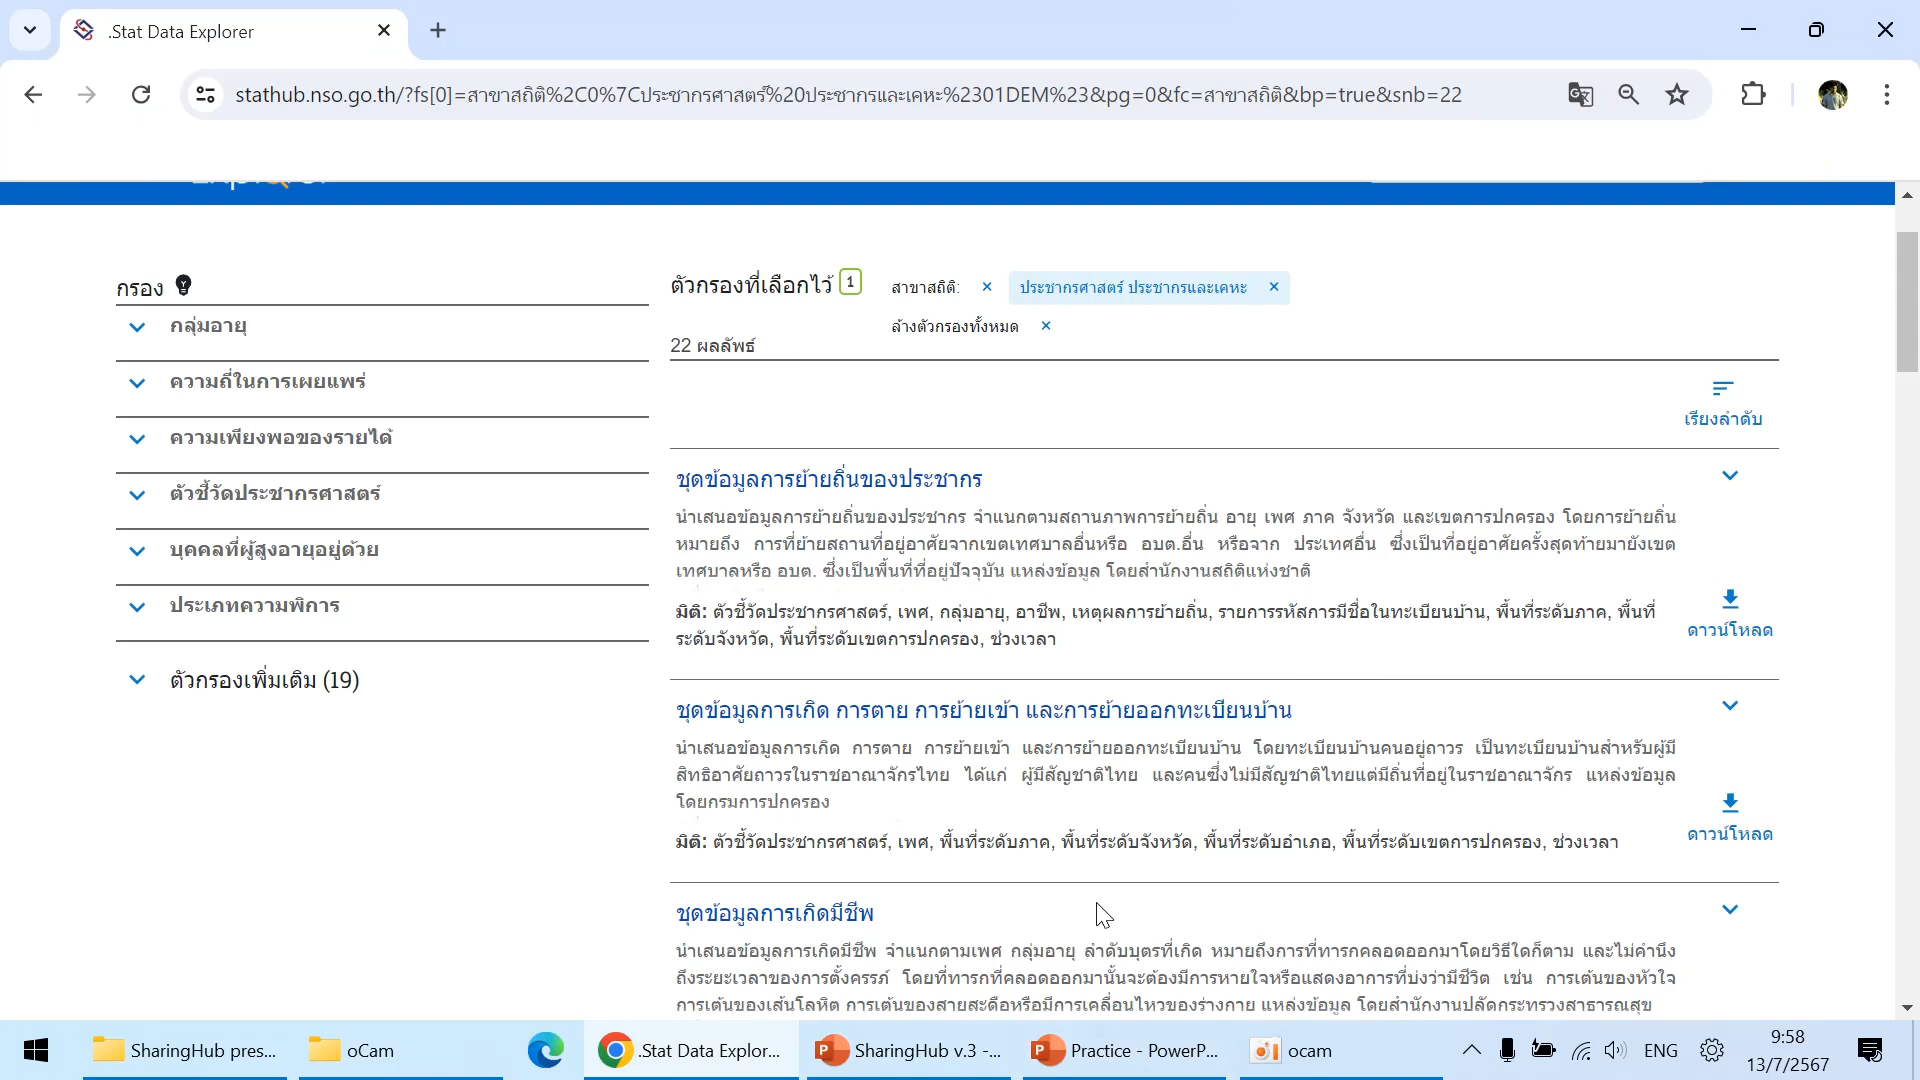 .Stat Data Explorer
stathub.nso.go.th/?fs[0]=สาขาสถิติ%2C0%7Cประชากรศาสตร์%20ประชากรและเคหะ%2301DEM%23&pg=0&fc=สาขาสถิติ&bp=true&snb=22
กรอง
กลุ่มอายุ
ความถี่ในการเผยแพร่
ความเพียงพอของรายได้
ตัวชี้วัดประชากรศาสตร์
บุคคลที่ผู้สูงอายุอยู่ด้วย
ประเภทความพิการ
ตัวกรองเพิ่มเติม (19)
ตัวกรองที่เลือกไว้ 1 สาขาสถิติ: ประชากรศาสตร์ ประชากรและเคหะ
ล้างตัวกรองทั้งหมด
22 ผลลัพธ์
เรียงลำดับ
ชุดข้อมูลการย้ายถิ่นของประชากร
นำเสนอข้อมูลการย้ายถิ่นของประชากร จำแนกตามสถานภาพการย้ายถิ่น อายุ เพศ ภาค จังหวัด และเขตการปกครอง โดยการย้ายถิ่น
หมายถึง การที่ย้ายสถานที่อยู่อาศัยจากเขตเทศบาลอื่นหรือ อบต.อื่น หรือจาก ประเทศอื่น ซึ่งเป็นที่อยู่อาศัยครั้งสุดท้ายมายังเขต
เทศบาลหรือ อบต. ซึ่งเป็นพื้นที่ที่อยู่ปัจจุบัน แหล่งข้อมูล โดยสำนักงานสถิติแห่งชาติ
มิติ: ตัวชี้วัดประชากรศาสตร์, เพศ, กลุ่มอายุ, อาชีพ, เหตุผลการย้ายถิ่น, รายการรหัสการมีชื่อในทะเบียนบ้าน, พื้นที่ระดับภาค, พื้นที่
ระดับจังหวัด, พื้นที่ระดับเขตการปกครอง, ช่วงเวลา
ดาวน์โหลด
ชุดข้อมูลการเกิด การตาย การย้ายเข้า และการย้ายออกทะเบียนบ้าน
นำเสนอข้อมูลการเกิด การตาย การย้ายเข้า และการย้ายออกทะเบียนบ้าน โดยทะเบียนบ้านคนอยู่ถาวร เป็นทะเบียนบ้านสำหรับผู้มี
สิทธิอาศัยถาวรในราชอาณาจักรไทย ได้แก่ ผู้มีสัญชาติไทย และคนซึ่งไม่มีสัญชาติไทยแต่มีถิ่นที่อยู่ในราชอาณาจักร แหล่งข้อมูล
โดยกรมการปกครอง
มิติ: ตัวชี้วัดประชากรศาสตร์, เพศ, พื้นที่ระดับภาค, พื้นที่ระดับจังหวัด, พื้นที่ระดับอำเภอ, พื้นที่ระดับเขตการปกครอง, ช่วงเวลา
ดาวน์โหลด
ชุดข้อมูลการเกิดมีชีพ
นำเสนอข้อมูลการเกิดมีชีพ จำแนกตามเพศ กลุ่มอายุ ลำดับบุตรที่เกิด หมายถึงการที่ทารกคลอดออกมาโดยวิธีใดก็ตาม และไม่คำนึง
ถึงระยะเวลาของการตั้งครรภ์ โดยที่ทารกที่คลอดออกมานั้นจะต้องมีการหายใจหรือแสดงอาการที่บ่งว่ามีชีวิต เช่น การเต้นของหัวใจ
การเต้นของเส้นโลหิต การเต้นของสายสะดือหรือมีการเคลื่อนไหวของร่างกาย แหล่งข้อมูล โดยสำนักงานปลัดกระทรวงสาธารณสุข
SharingHub pres... oCam .Stat Data Explor... SharingHub v.3 -... Practice - PowerP... ocam ENG 9:58
13/7/2567